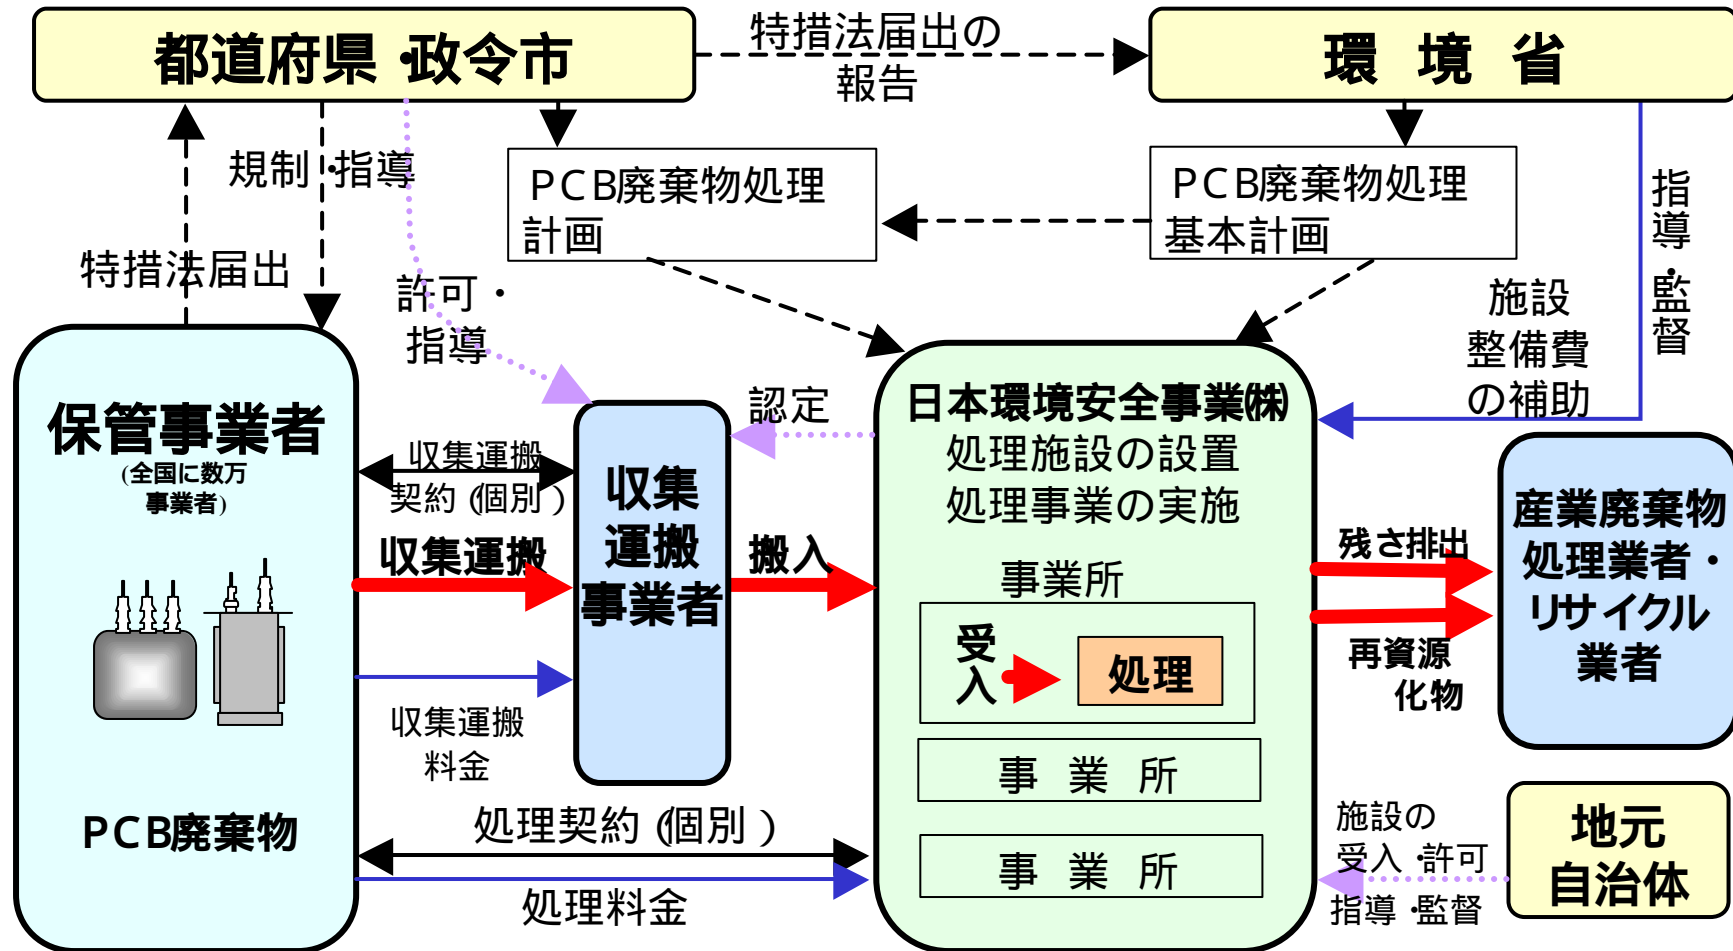 都道府県・政令市
特措法届出の
報告
環 境 省
規制・指導
特措法届出
PCB廃棄物処理
計画
PCB廃棄物処理
基本計画
指導・監督
許可・
指導
施設
整備費
の補助
保管事業者
(全国に数万
事業者)
収集運搬
契約(個別)
収集運搬
収集
運搬
事業者
認定
搬入
日本環境安全事業(株)
処理施設の設置
処理事業の実施
事業所
受入
処理
事 業 所
事 業 所
残さ排出
再資源
化物
産業廃棄物
処理業者・
リサイクル
業者
収集運搬
料金
PCB廃棄物
処理契約(個別)
処理料金
施設の
受入・許可
指導・監督
地元
自治体